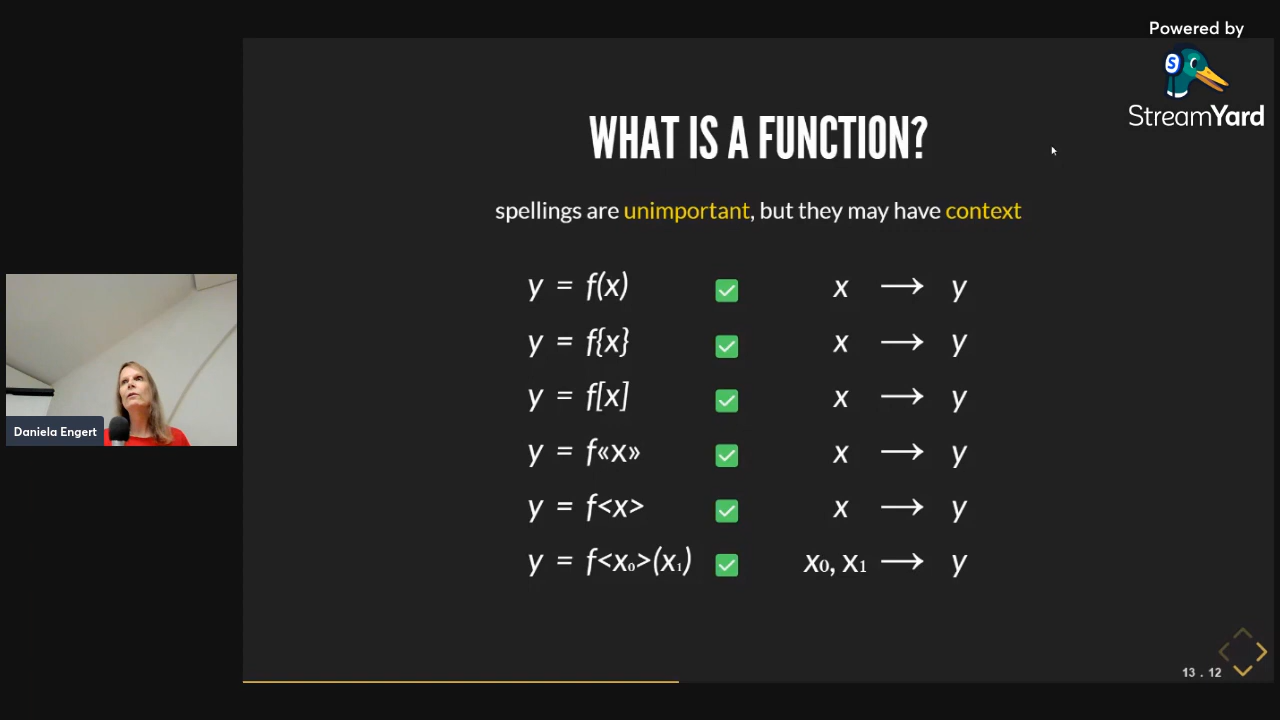 Powered by
StreamYard
WHAT IS A FUNCTION?
spellings are unimportant, but they may have context
y = f(x) ✅ x ⟶ y
y = f{x} ✅ x ⟶ y
y = f[x] ✅ x ⟶ y
y = f«x» ✅ x ⟶ y
y = f<x> ✅ x ⟶ y
y = f<x₀>(x₁) ✅ x₀, x₁ ⟶ y
Daniela Engert
13 . 12